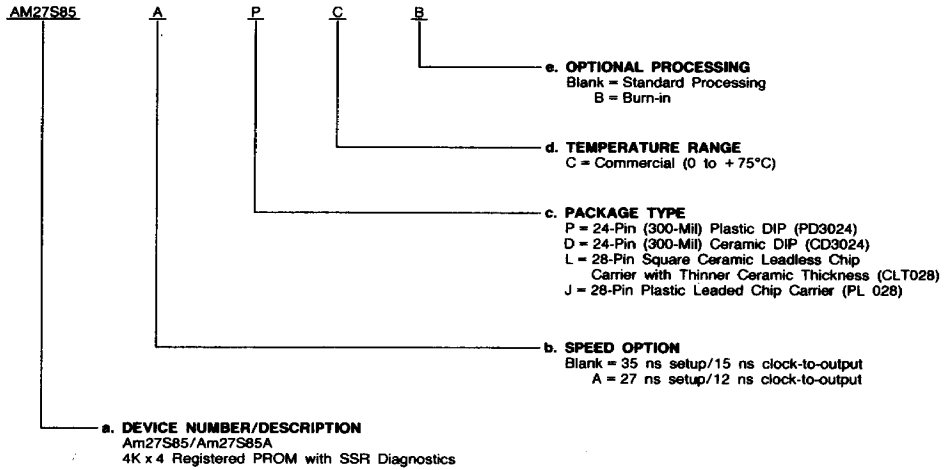 AM27S85 A P C B
e. OPTIONAL PROCESSING
Blank = Standard Processing
B = Burn-in
d. TEMPERATURE RANGE
C = Commercial (0 to +75°C)
c. PACKAGE TYPE
P = 24-Pin (300-Mil) Plastic DIP (PD3024)
D = 24-Pin (300-Mil) Ceramic DIP (CD3024)
L = 28-Pin Square Ceramic Leadless Chip
Carrier with Thinner Ceramic Thickness (CLT028)
J = 28-Pin Plastic Leaded Chip Carrier (PL 028)
b. SPEED OPTION
Blank = 35 ns setup/15 ns clock-to-output
A = 27 ns setup/12 ns clock-to-output
a. DEVICE NUMBER/DESCRIPTION
Am27S85/Am27S85A
4K x 4 Registered PROM with SSR Diagnostics